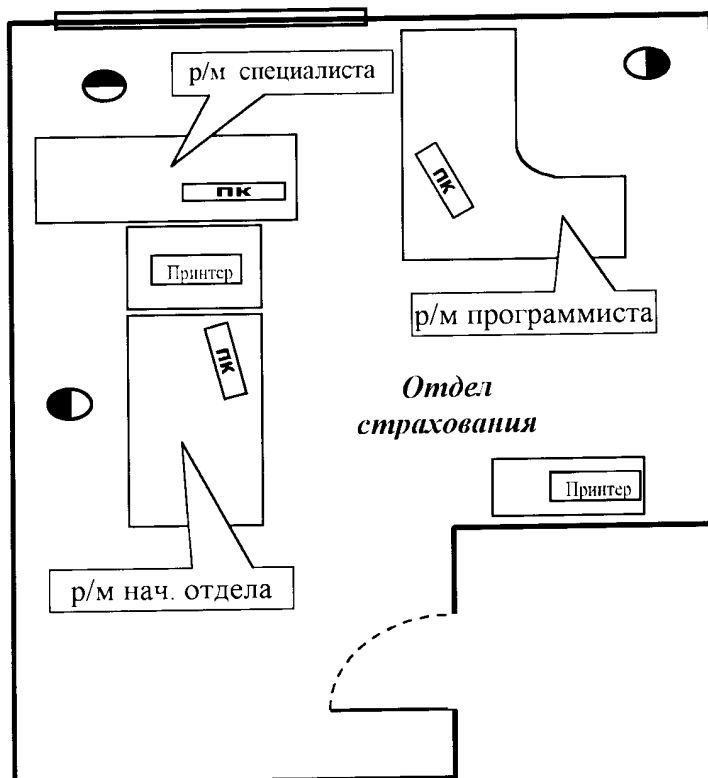 р/м специалиста
ПК
ПК
Принтер
р/м программиста
ПК
Отдел
страхования
Принтер
р/м нач. отдела